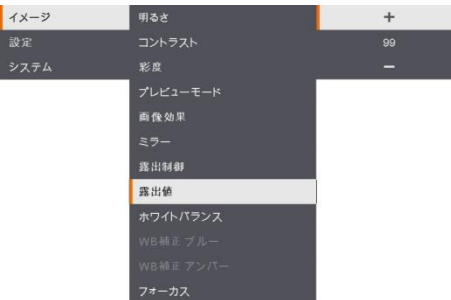 イメージ
設定
システム
明るさ
コントラスト
彩度
プレビューモード
画像効果
ミラー
露出制御
露出値
ホワイトバランス
WB補正 ブルー
WB補正 アンバー
フォーカス
+
99
−